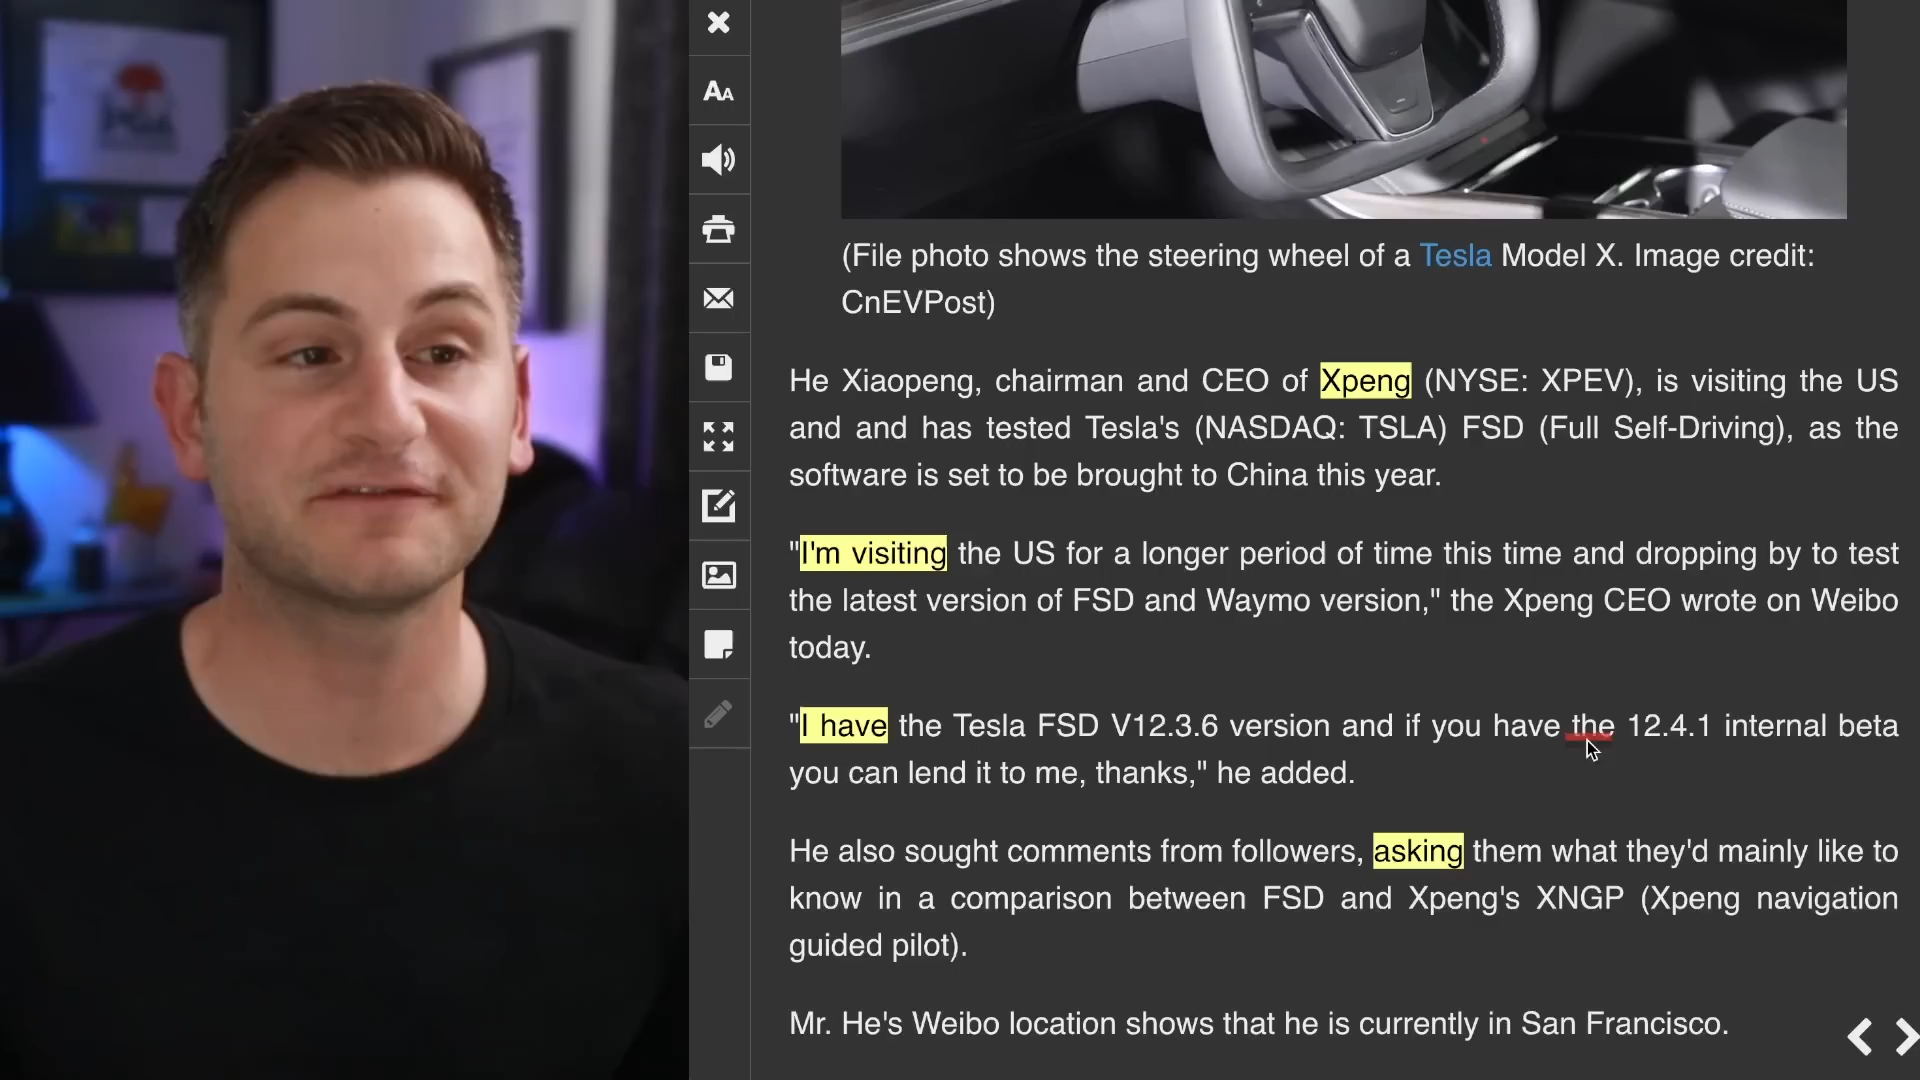 AA
(File photo shows the steering wheel of a Tesla Model X. Image credit:
CnEVPost)
He Xiaopeng, chairman and CEO of Xpeng (NYSE: XPEV), is visiting the US
and and has tested Tesla's (NASDAQ: TSLA) FSD (Full Self-Driving), as the
software is set to be brought to China this year.
"I'm visiting the US for a longer period of time this time and dropping by to test
the latest version of FSD and Waymo version," the Xpeng CEO wrote on Weibo
today.
"I have the Tesla FSD V12.3.6 version and if you have the 12.4.1 internal beta
you can lend it to me, thanks," he added.
He also sought comments from followers, asking them what they'd mainly like to
know in a comparison between FSD and Xpeng's XNGP (Xpeng navigation
guided pilot).
Mr. He's Weibo location shows that he is currently in San Francisco.